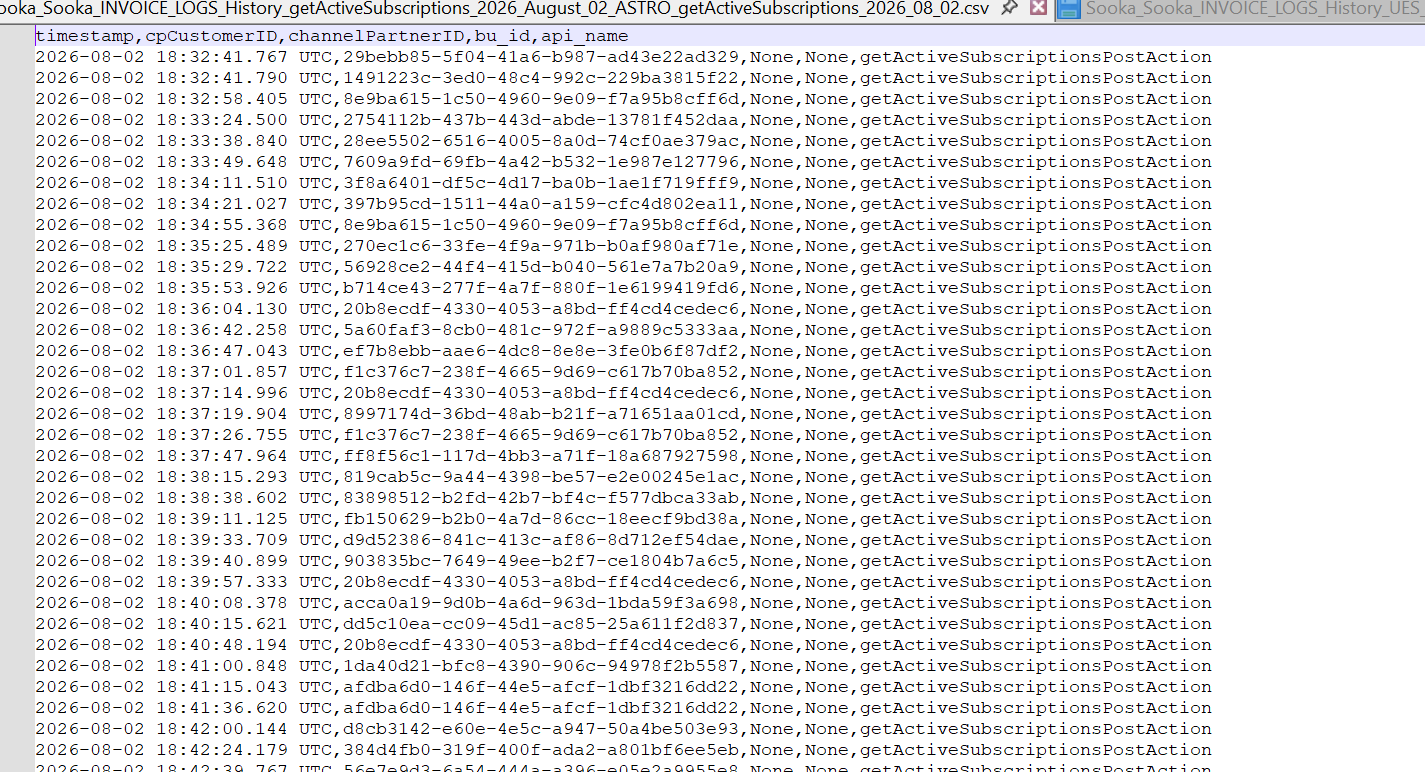 ooka_Sooka_INVOICE_LOGS_History_getActiveSubscriptions_2026_August_02_ASTRO_getActiveSubscriptions_2026_08_02.csv Sooka_Sooka_INVOICE_LOGS_History_UES_
timestamp,cpCustomerID,channelPartnerID,bu_id,api_name
2026-08-02 18:32:41.767 UTC,29bebb85-5f04-41a6-b987-ad43e22ad329,None,None,getActiveSubscriptionsPostAction
2026-08-02 18:32:41.790 UTC,1491223c-3ed0-48c4-992c-229ba3815f22,None,None,getActiveSubscriptionsPostAction
2026-08-02 18:32:58.405 UTC,8e9ba615-1c50-4960-9e09-f7a95b8cff6d,None,None,getActiveSubscriptionsPostAction
2026-08-02 18:33:24.500 UTC,2754112b-437b-443d-abde-13781f452daa,None,None,getActiveSubscriptionsPostAction
2026-08-02 18:33:38.840 UTC,28ee5502-6516-4005-8a0d-74cf0ae379ac,None,None,getActiveSubscriptionsPostAction
2026-08-02 18:33:49.648 UTC,7609a9fd-69fb-4a42-b532-1e987e127796,None,None,getActiveSubscriptionsPostAction
2026-08-02 18:34:11.510 UTC,3f8a6401-df5c-4d17-ba0b-1ae1f719fff9,None,None,getActiveSubscriptionsPostAction
2026-08-02 18:34:21.027 UTC,397b95cd-1511-44a0-a159-cfc4d802ea11,None,None,getActiveSubscriptionsPostAction
2026-08-02 18:34:55.368 UTC,8e9ba615-1c50-4960-9e09-f7a95b8cff6d,None,None,getActiveSubscriptionsPostAction
2026-08-02 18:35:25.489 UTC,270ec1c6-33fe-4f9a-971b-b0af980af71e,None,None,getActiveSubscriptionsPostAction
2026-08-02 18:35:29.722 UTC,56928ce2-44f4-415d-b040-561e7a7b20a9,None,None,getActiveSubscriptionsPostAction
2026-08-02 18:35:53.926 UTC,b714ce43-277f-4a7f-880f-1e6199419fd6,None,None,getActiveSubscriptionsPostAction
2026-08-02 18:36:04.130 UTC,20b8ecdf-4330-4053-a8bd-ff4cd4cedec6,None,None,getActiveSubscriptionsPostAction
2026-08-02 18:36:42.258 UTC,5a60faf3-8cb0-481c-972f-a9889c5333aa,None,None,getActiveSubscriptionsPostAction
2026-08-02 18:36:47.043 UTC,ef7b8ebb-aae6-4dc8-8e8e-3fe0b6f87df2,None,None,getActiveSubscriptionsPostAction
2026-08-02 18:37:01.857 UTC,f1c376c7-238f-4665-9d69-c617b70ba852,None,None,getActiveSubscriptionsPostAction
2026-08-02 18:37:14.996 UTC,20b8ecdf-4330-4053-a8bd-ff4cd4cedec6,None,None,getActiveSubscriptionsPostAction
2026-08-02 18:37:19.904 UTC,8997174d-36bd-48ab-b21f-a71651aa01cd,None,None,getActiveSubscriptionsPostAction
2026-08-02 18:37:26.755 UTC,f1c376c7-238f-4665-9d69-c617b70ba852,None,None,getActiveSubscriptionsPostAction
2026-08-02 18:37:47.964 UTC,ff8f56c1-117d-4bb3-a71f-18a687927598,None,None,getActiveSubscriptionsPostAction
2026-08-02 18:38:15.293 UTC,819cab5c-9a44-4398-be57-e2e00245e1ac,None,None,getActiveSubscriptionsPostAction
2026-08-02 18:38:38.602 UTC,83898512-b2fd-42b7-bf4c-f577dbca33ab,None,None,getActiveSubscriptionsPostAction
2026-08-02 18:39:11.125 UTC,fb150629-b2b0-4a7d-86cc-18eecf9bd38a,None,None,getActiveSubscriptionsPostAction
2026-08-02 18:39:33.709 UTC,d9d52386-841c-413c-af86-8d712ef54dae,None,None,getActiveSubscriptionsPostAction
2026-08-02 18:39:40.899 UTC,903835bc-7649-49ee-b2f7-ce1804b7a6c5,None,None,getActiveSubscriptionsPostAction
2026-08-02 18:39:57.333 UTC,20b8ecdf-4330-4053-a8bd-ff4cd4cedec6,None,None,getActiveSubscriptionsPostAction
2026-08-02 18:40:08.378 UTC,acca0a19-9d0b-4a6d-963d-1bda59f3a698,None,None,getActiveSubscriptionsPostAction
2026-08-02 18:40:15.621 UTC,dd5c10ea-cc09-45d1-ac85-25a611f2d837,None,None,getActiveSubscriptionsPostAction
2026-08-02 18:40:48.194 UTC,20b8ecdf-4330-4053-a8bd-ff4cd4cedec6,None,None,getActiveSubscriptionsPostAction
2026-08-02 18:41:00.848 UTC,1da40d21-bfc8-4390-906c-94978f2b5587,None,None,getActiveSubscriptionsPostAction
2026-08-02 18:41:15.043 UTC,afdba6d0-146f-44e5-afcf-1dbf3216dd22,None,None,getActiveSubscriptionsPostAction
2026-08-02 18:41:36.620 UTC,afdba6d0-146f-44e5-afcf-1dbf3216dd22,None,None,getActiveSubscriptionsPostAction
2026-08-02 18:42:00.144 UTC,d8cb3142-e60e-4e5c-a947-50a4be503e93,None,None,getActiveSubscriptionsPostAction
2026-08-02 18:42:24.179 UTC,384d4fb0-319f-400f-ada2-a801bf6ee5eb,None,None,getActiveSubscriptionsPostAction
2026-08-02 18:42:39.767 UTC,56e7e9d3-6a54-444a-a396-e05e2a9955e8,None,None,getActiveSubscriptionsPostAction